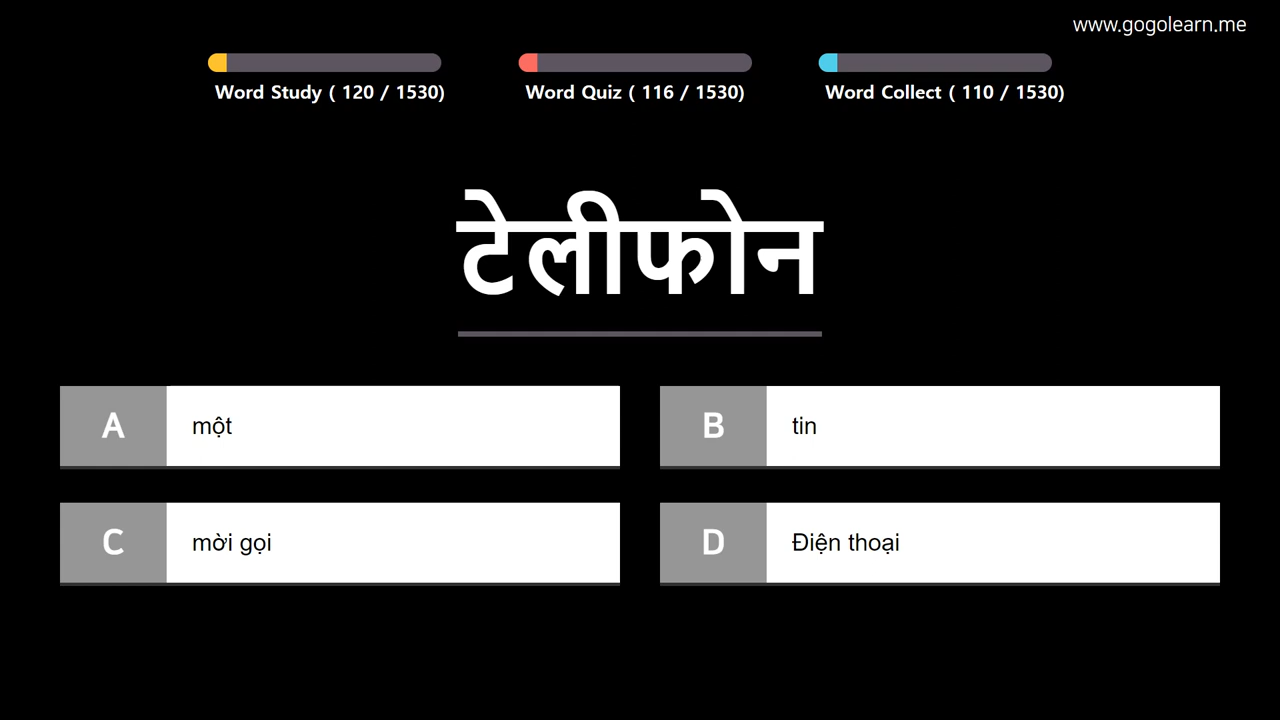 www.gogolearn.me
Word Study ( 120 / 1530)
Word Quiz ( 116 / 1530)
Word Collect ( 110 / 1530)
टेलीफोन
A
một
B
tin
C
mời gọi
D
Điện thoại